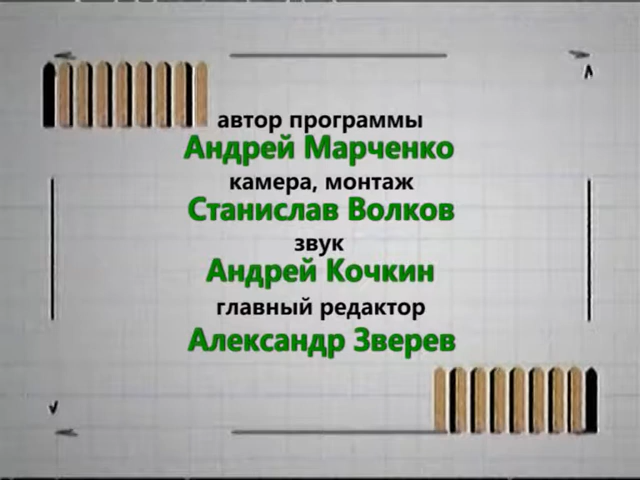 автор программы
Андрей Марченко
камера, монтаж
Станислав Волков
звук
Андрей Кочкин
главный редактор
Александр Зверев